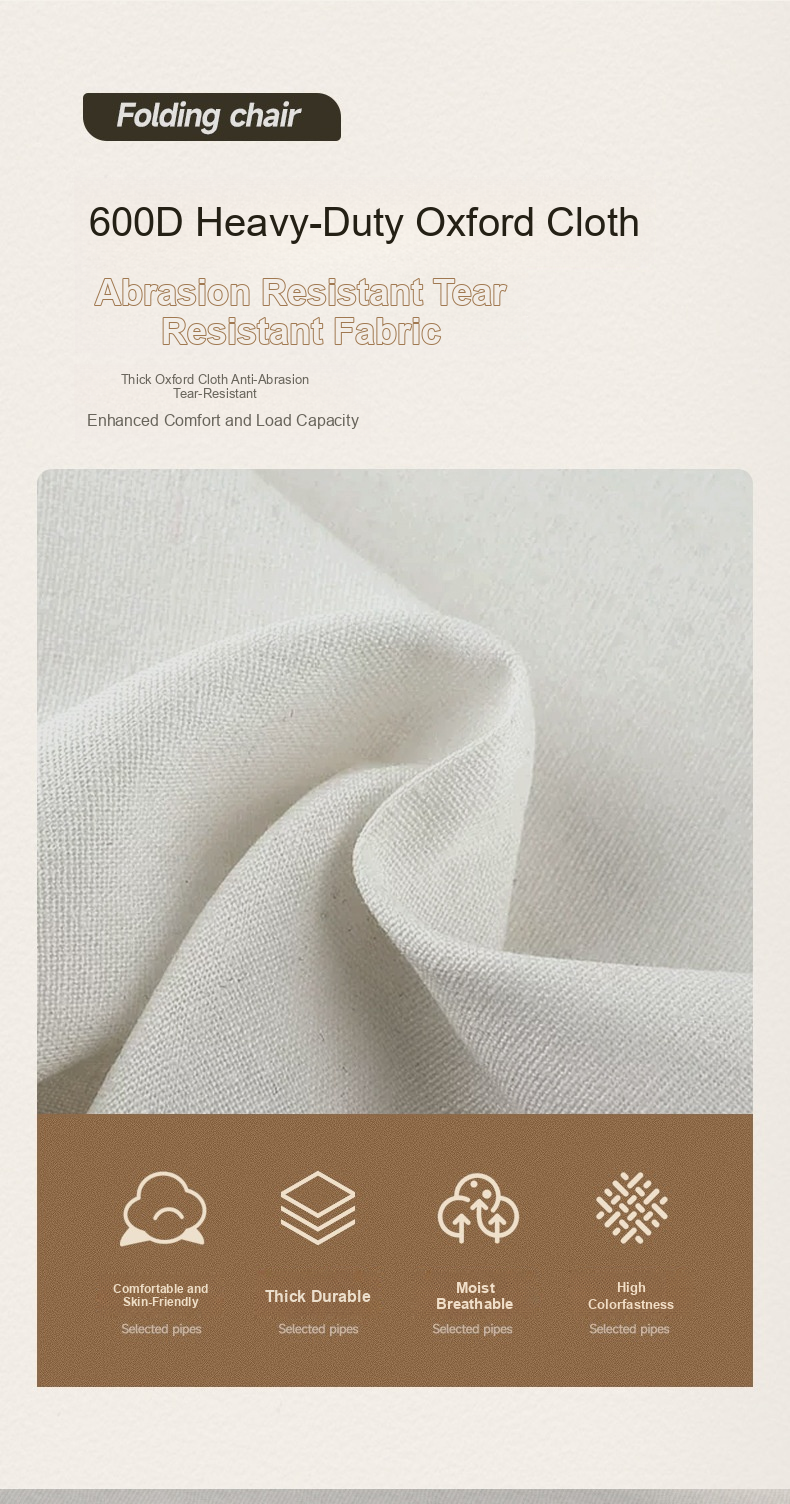 Folding chair
600D Heavy-Duty Oxford Cloth
Abrasion Resistant Tear
Resistant Fabric
Thick Oxford Cloth Anti-Abrasion
Tear-Resistant
Enhanced Comfort and Load Capacity
Comfortable and
Skin-Friendly
Selected pipes
Thick Durable
Selected pipes
Moist
Breathable
Selected pipes
High
Colorfastness
Selected pipes